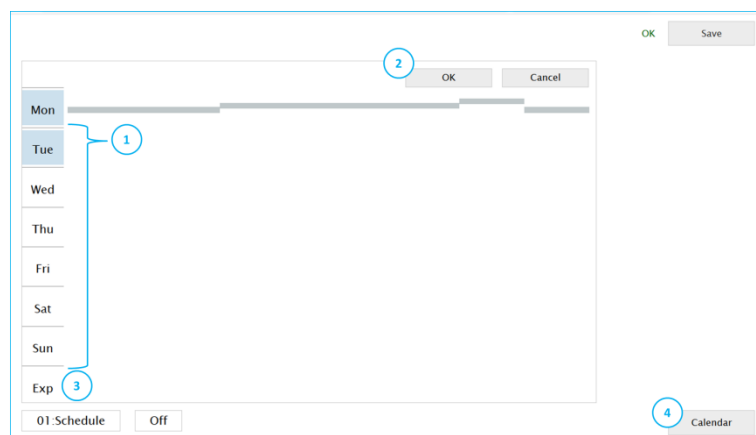 OK Save
2
OK Cancel
Mon
1
Tue
Wed
Thu
Fri
Sat
Sun
Exp 3
01:Schedule Off
4
Calendar